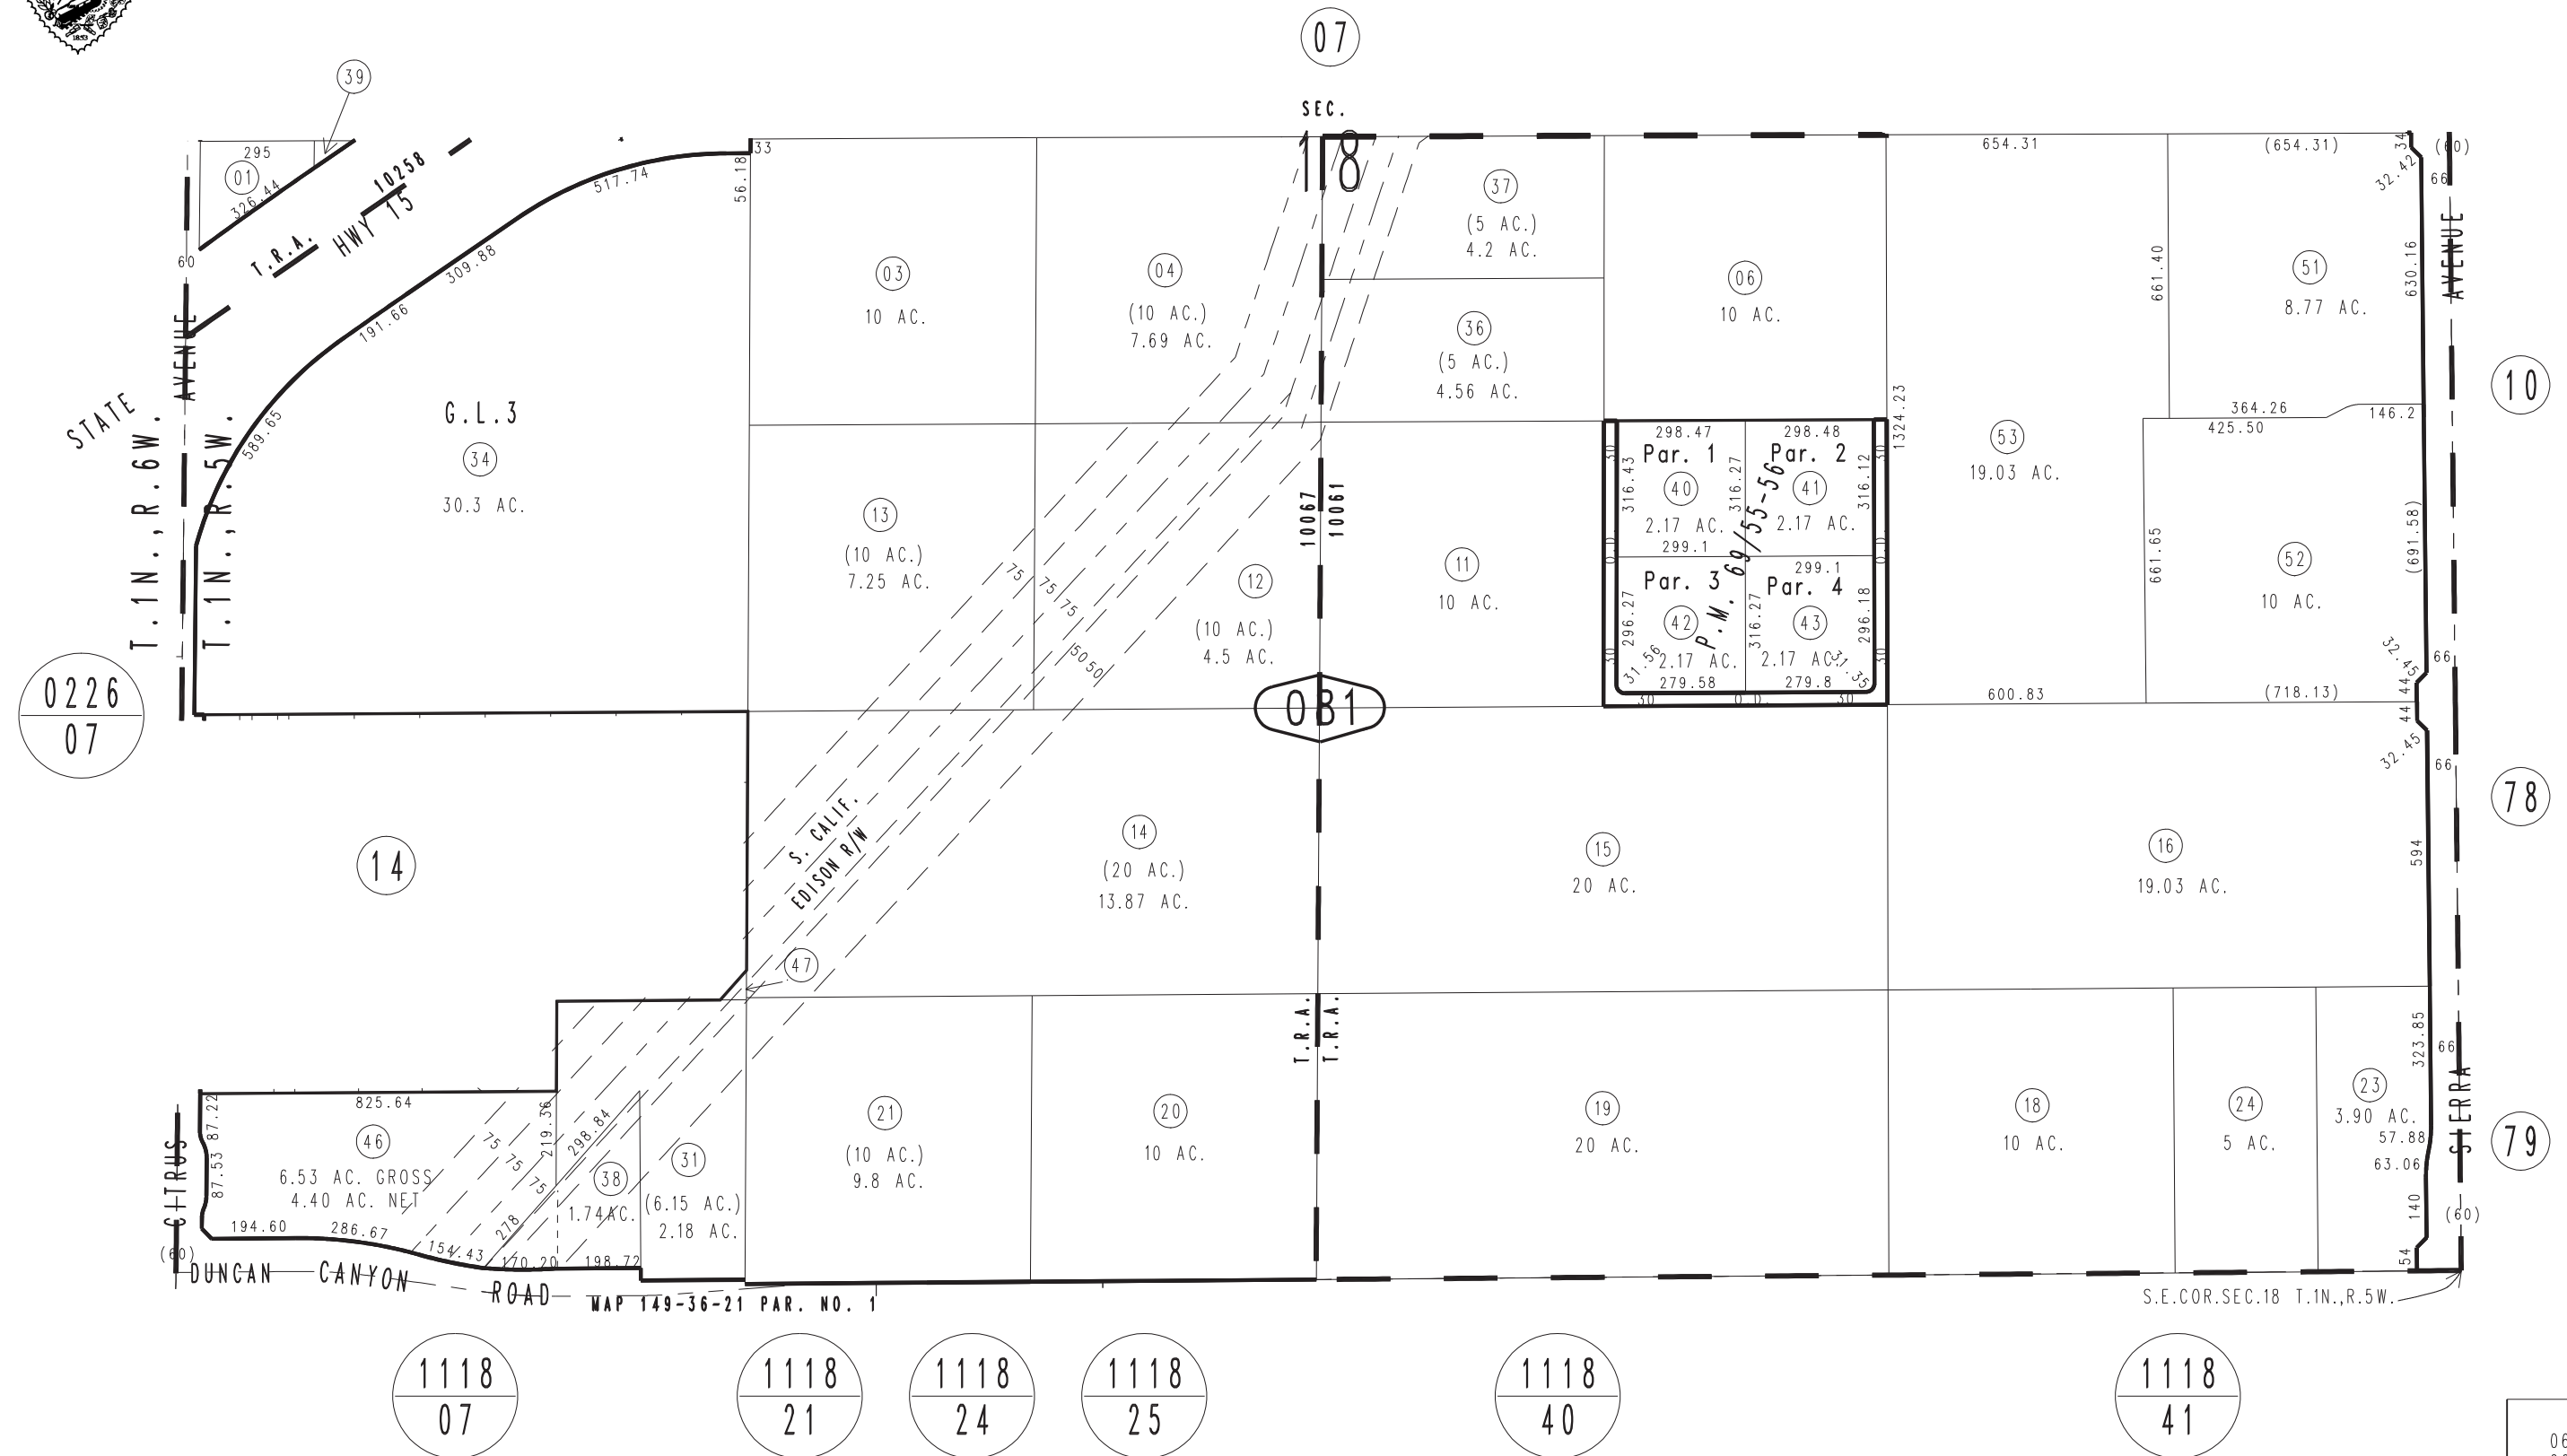 1853
07
39
SEC.
18
295
01
326.44
T.R.A. 10258
HWY 15
60
STATE
AVENUE
T.1N.,R.6W.
T.1N.,R.5W.
517.74
309.88
191.66
589.65
56.18
33
G.L.3
34
30.3 AC.
03
10 AC.
04
(10 AC.)
7.69 AC.
37
(5 AC.)
4.2 AC.
36
(5 AC.)
4.56 AC.
06
10 AC.
654.31
(654.31)
34
32.42
(60)
66
661.40
51
8.77 AC.
630.16
AVENUE
10
364.26
146.2
425.50
1324.23
53
19.03 AC.
13
(10 AC.)
7.25 AC.
12
(10 AC.)
4.5 AC.
75
75
75
50
50
10067
10061
11
10 AC.
298.47
298.48
30
30
Par. 1
Par. 2
316.43
40
316.27
41
316.12
2.17 AC.
2.17 AC.
299.1
299.1
P.M. 69/55-56
Par. 3
Par. 4
296.27
42
316.27
43
296.18
2.17 AC.
2.17 AC.
31.56
31.35
279.58
279.8
30
30
30
30
661.65
52
10 AC.
(691.58)
32.45
66
600.83
(718.13)
44
44
32.45
66
0226
07
081
14
S. CALIF.
EDISON R/W
14
(20 AC.)
13.87 AC.
15
20 AC.
16
19.03 AC.
594
78
47
T.R.A.
T.R.A.
323.85
66
SIERRA
825.64
87.22
87.53
CITRUS
(60)
46
6.53 AC. GROSS
4.40 AC. NET
75
75
75
219.36
298.84
278
38
1.74AC.
31
(6.15 AC.)
2.18 AC.
194.60
286.67
154.43
170.20
198.72
21
(10 AC.)
9.8 AC.
20
10 AC.
19
20 AC.
18
10 AC.
24
5 AC.
23
3.90 AC.
57.88
63.06
140
54
(60)
79
DUNCAN CANYON ROAD
MAP 149-36-21 PAR. NO. 1
S.E.COR.SEC.18 T.1N.,R.5W.
1118
07
1118
21
1118
24
1118
25
1118
40
1118
41
06